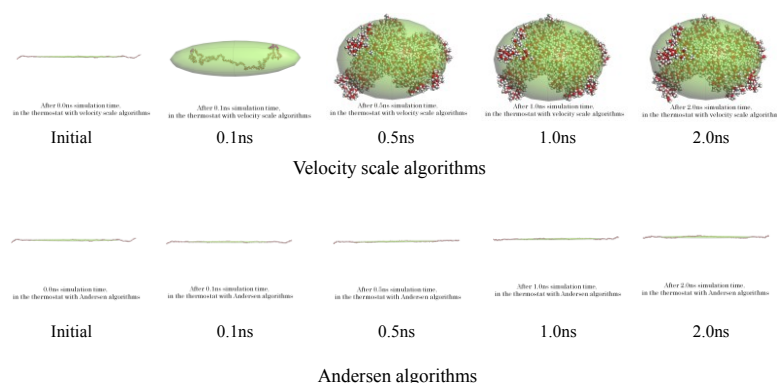 After 0.0ns simulation time,
in the thermostat with velocity scale algorithms
After 0.1ns simulation time,
in the thermostat with velocity scale algorithms
After 0.5ns simulation time,
in the thermostat with velocity scale algorithms
After 1.0ns simulation time,
in the thermostat with velocity scale algorithms
After 2.0ns simulation time,
in the thermostat with velocity scale algorithms
Initial 0.1ns 0.5ns 1.0ns 2.0ns
Velocity scale algorithms
0.0ns simulation time,
in the thermostat with Andersen algorithms
After 0.1ns simulation time,
in the thermostat with Andersen algorithms
After 0.5ns simulation time,
in the thermostat with Andersen algorithms
After 1.0ns simulation time,
in the thermostat with Andersen algorithms
After 2.0ns simulation time,
in the thermostat with Andersen algorithms
Initial 0.1ns 0.5ns 1.0ns 2.0ns
Andersen algorithms